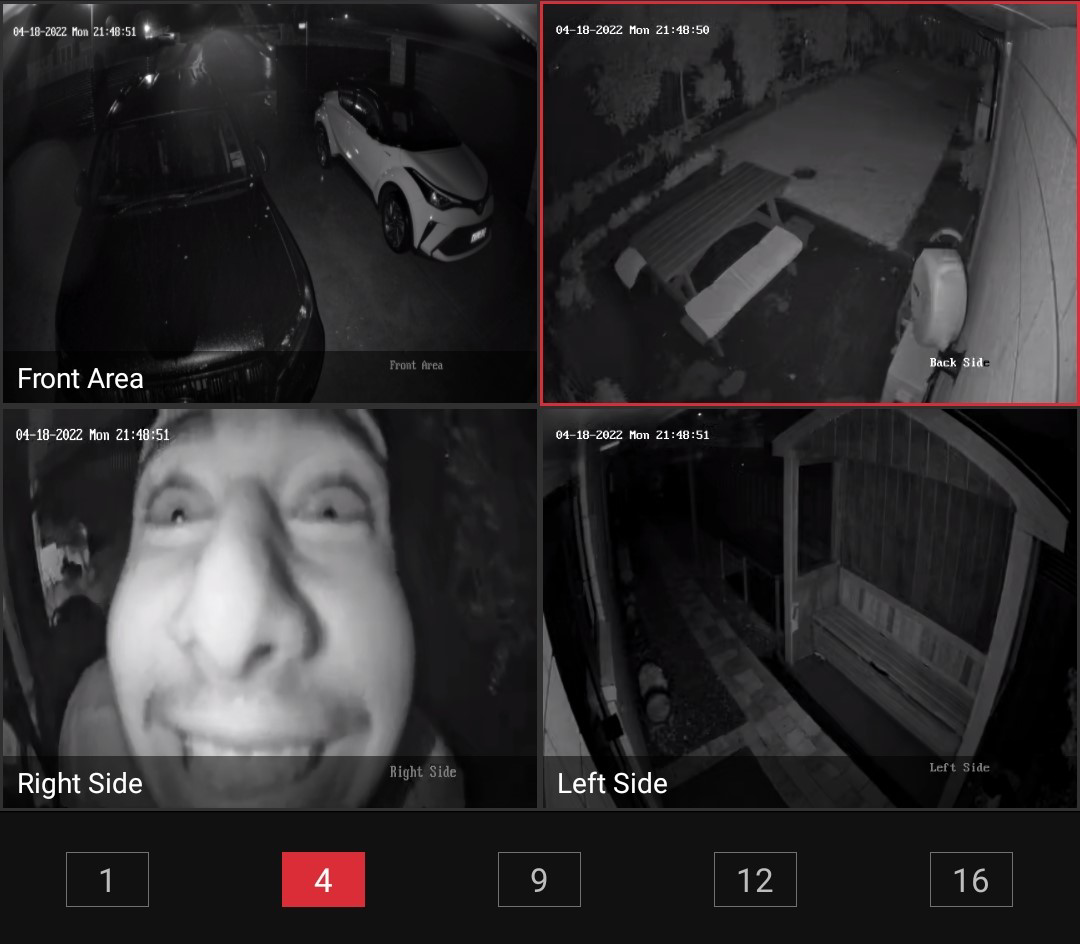 04-18-2022 Mon 21:48:51
Front Area
Front Area
04-18-2022 Mon 21:48:50
Back Side
04-18-2022 Mon 21:48:51
Right Side
Right Side
04-18-2022 Mon 21:48:51
Left Side
Left Side
1
4
9
12
16